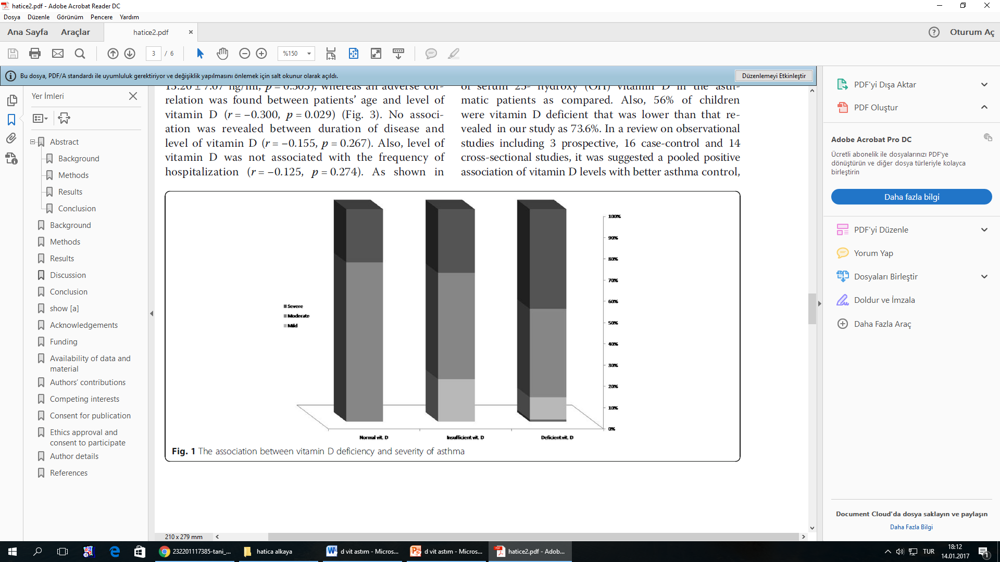 hatice2.pdf - Adobe Acrobat Reader DC
Dosya Düzenle Görünüm Pencere Yardım
Ana Sayfa Araçlar hatice2.pdf Oturum Aç
3 / 6 %150
Bu dosya, PDF/A standardı ile uyumluluk gerektiriyor ve değişiklik yapılmasını önlemek için salt okunur olarak açıldı. Düzenlemeyi Etkinleştir
Yer İmleri
Abstract
Background
Methods
Results
Conclusion
Background
Methods
Results
Discussion
Conclusion
show [a]
Acknowledgements
Funding
Availability of data and
material
Authors' contributions
Competing interests
Consent for publication
Ethics approval and
consent to participate
Author details
References
13.26 ± 7.07 ng/ml, p = 0.505), whereas an adverse cor-
relation was found between patients' age and level of
vitamin D (r = −0.300, p = 0.029) (Fig. 3). No associ-
ation was revealed between duration of disease and
level of vitamin D (r = −0.155, p = 0.267). Also, level of
vitamin D was not associated with the frequency of
hospitalization (r = −0.125, p = 0.274). As shown in
of serum 25- hydroxy (OH) vitamin D in the asth-
matic patients as compared. Also, 56% of children
were vitamin D deficient that was lower than that re-
vealed in our study as 73.6%. In a review on observational
studies including 3 prospective, 16 case-control and 14
cross-sectional studies, it was suggested a pooled positive
association of vitamin D levels with better asthma control,
Severe
Moderate
Mild
100%
90%
80%
70%
60%
50%
40%
30%
20%
10%
0%
Normal vit. D
Insufficient vit. D
Deficient vit. D
Fig. 1 The association between vitamin D deficiency and severity of asthma
210 x 279 mm
PDF'yi Dışa Aktar
PDF Oluştur
Adobe Acrobat Pro DC
Ücretli abonelik ile dosyalarınızı PDF'ye
dönüştürün ve diğer dosya türleriyle kolayca
birleştirin
Daha fazla bilgi
PDF'yi Düzenle
Yorum Yap
Dosyaları Birleştir
Doldur ve İmzala
Daha Fazla Araç
Document Cloud'da dosya saklayın ve paylaşın
Daha Fazla Bilgi
232201117385-tani_...
hatica alkaya
d vit astım - Micros...
d vit astım - Micros...
hatice2.pdf - Adob...
TUR
18:12
14.01.2017
1